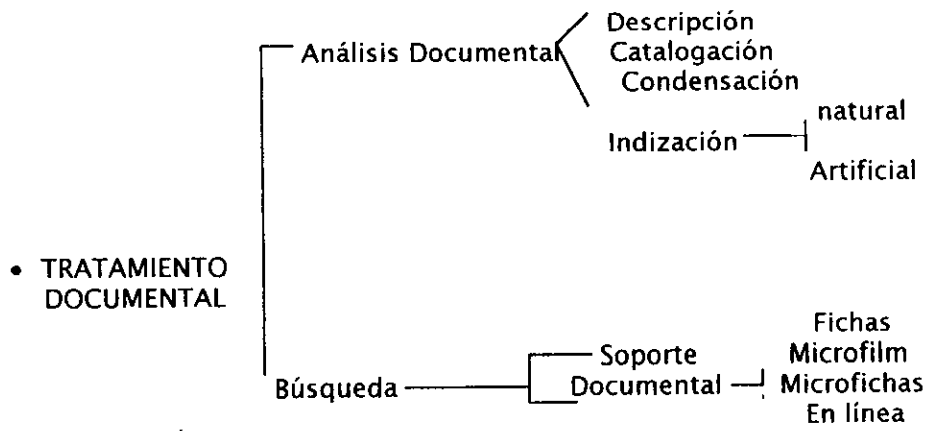 Descripción
Análisis Documental Catalogación
Condensación
natural
Indización
Artificial
• TRATAMIENTO
DOCUMENTAL
Fichas
Soporte Microfilm
Búsqueda Documental Microfichas
En línea